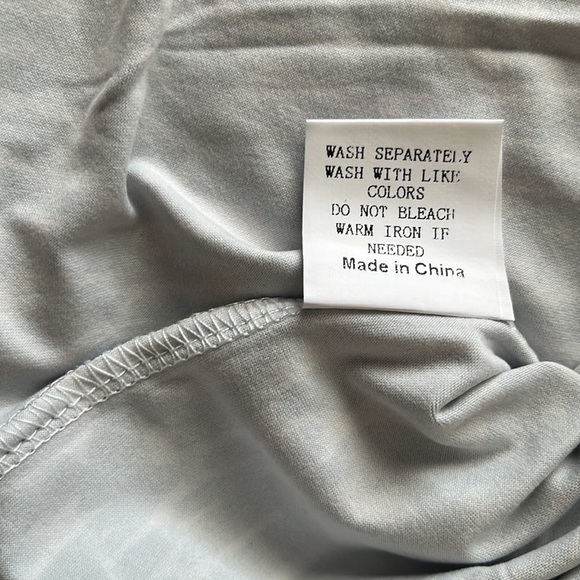 WASH SEPARATELY
WASH WITH LIKE
COLORS
DO NOT BLEACH
WARM IRON IF
NEEDED
Made in China